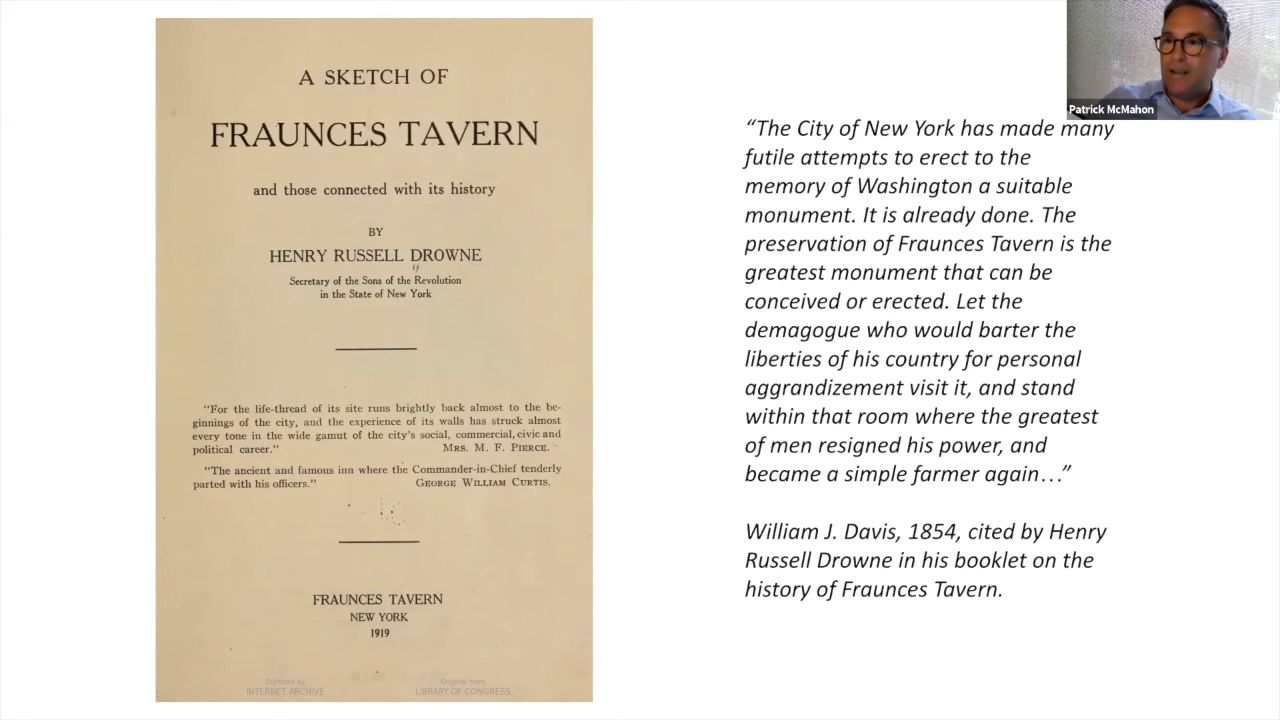 A SKETCH OF
FRAUNCES TAVERN
and those connected with its history
BY
HENRY RUSSELL DROWNE
Secretary of the Sons of the Revolution
in the State of New York
“For the life-thread of its site runs brightly back almost to the be-
ginnings of the city, and the experience of its walls has struck almost
every tone in the wide gamut of the city's social, commercial, civic and
political career.” MRS. M. F. PIERCE.
“The ancient and famous inn where the Commander-in-Chief tenderly
parted with his officers.” GEORGE WILLIAM CURTIS.
FRAUNCES TAVERN
NEW YORK
1919
Digitized by
INTERNET ARCHIVE
Original from
LIBRARY OF CONGRESS
Patrick McMahon
“The City of New York has made many
futile attempts to erect to the
memory of Washington a suitable
monument. It is already done. The
preservation of Fraunces Tavern is the
greatest monument that can be
conceived or erected. Let the
demagogue who would barter the
liberties of his country for personal
aggrandizement visit it, and stand
within that room where the greatest
of men resigned his power, and
became a simple farmer again…”
William J. Davis, 1854, cited by Henry
Russell Drowne in his booklet on the
history of Fraunces Tavern.